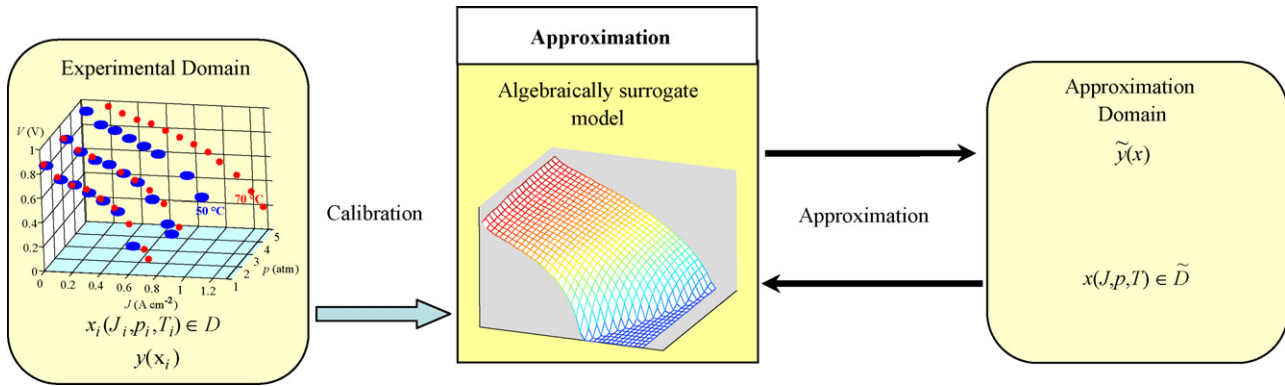 Experimental Domain
V (V)
1
0.8
0.6
0.4
0.2
0
0 0.2 0.4 0.6 0.8 1 1.2
J (A cm⁻²)
1 2 3 4 5
p (atm)
70 °C
50 °C
xᵢ(Jᵢ,pᵢ,Tᵢ) ∈ D
y(xᵢ)
Calibration
Approximation
Algebraically surrogate
model
Approximation
Approximation
Domain
ỹ(x)
x(J,p,T) ∈ D̃